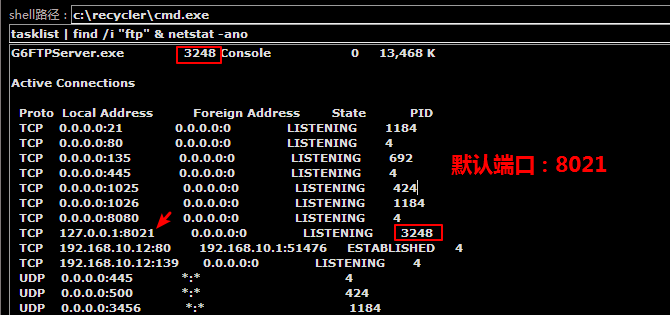 shell路径：c:\recycler\cmd.exe
tasklist | find /i "ftp" & netstat -ano
G6FTPServer.exe 3248 Console 0 13,468 K
Active Connections
Proto Local Address Foreign Address State PID
TCP 0.0.0.0:21 0.0.0.0:0 LISTENING 1184
TCP 0.0.0.0:80 0.0.0.0:0 LISTENING 4
TCP 0.0.0.0:135 0.0.0.0:0 LISTENING 692
TCP 0.0.0.0:445 0.0.0.0:0 LISTENING 4
默认端口：8021
TCP 0.0.0.0:1025 0.0.0.0:0 LISTENING 424
TCP 0.0.0.0:1026 0.0.0.0:0 LISTENING 1184
TCP 0.0.0.0:8080 0.0.0.0:0 LISTENING 4
TCP 127.0.0.1:8021 0.0.0.0:0 LISTENING 3248
TCP 192.168.10.12:80 192.168.10.1:51476 ESTABLISHED 4
TCP 192.168.10.12:139 0.0.0.0:0 LISTENING 4
UDP 0.0.0.0:445 *:* 4
UDP 0.0.0.0:500 *:* 424
UDP 0.0.0.0:3456 *:* 1184